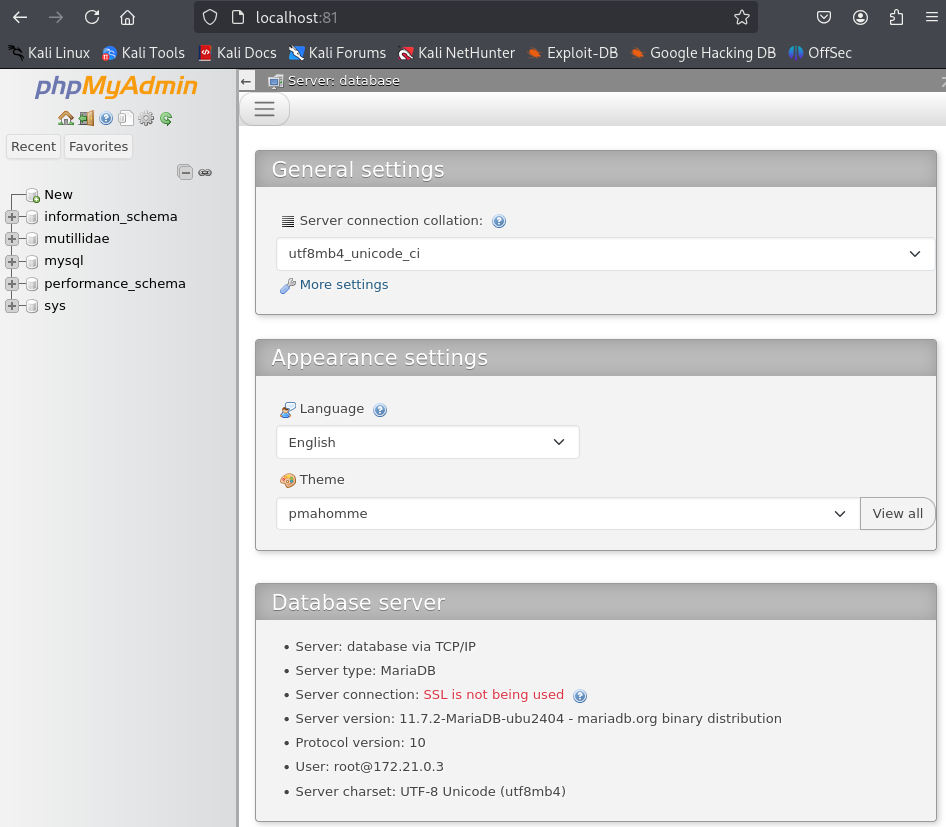 localhost:81
Kali Linux Kali Tools Kali Docs Kali Forums Kali NetHunter Exploit-DB Google Hacking DB OffSec
phpMyAdmin
Recent Favorites
New
information_schema
mutillidae
mysql
performance_schema
sys
Server: database
General settings
Server connection collation:
utf8mb4_unicode_ci
More settings
Appearance settings
Language
English
Theme
pmahomme
View all
Database server
• Server: database via TCP/IP
• Server type: MariaDB
• Server connection: SSL is not being used
• Server version: 11.7.2-MariaDB-ubu2404 - mariadb.org binary distribution
• Protocol version: 10
• User: root@172.21.0.3
• Server charset: UTF-8 Unicode (utf8mb4)